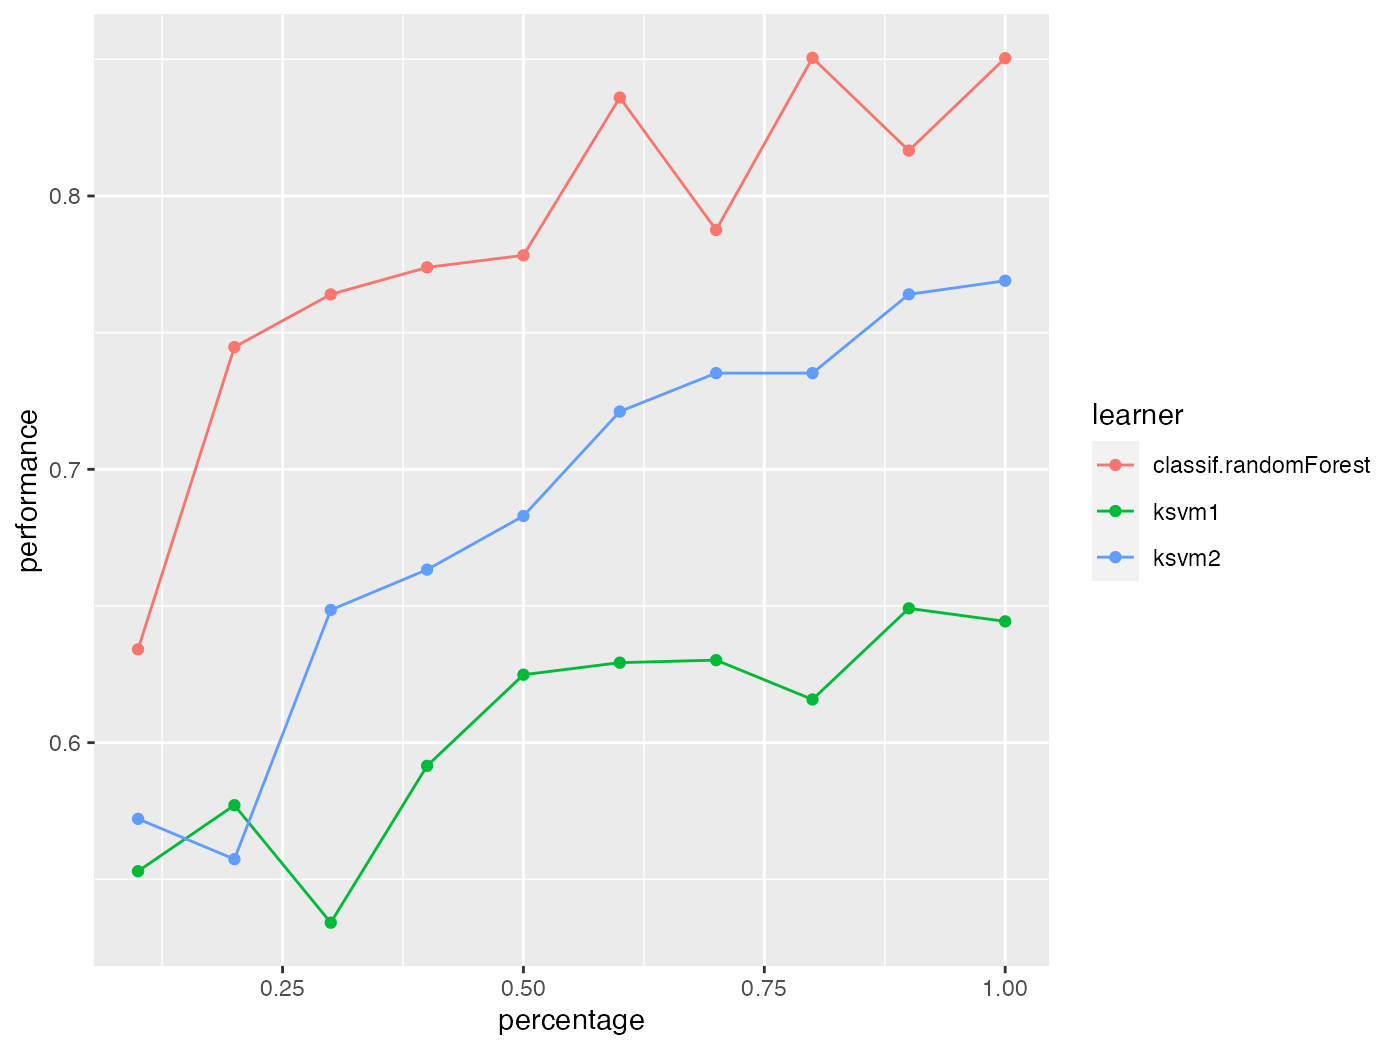 0.8
0.7
0.6
performance
0.25 0.50 0.75 1.00
percentage
learner
classif.randomForest
ksvm1
ksvm2